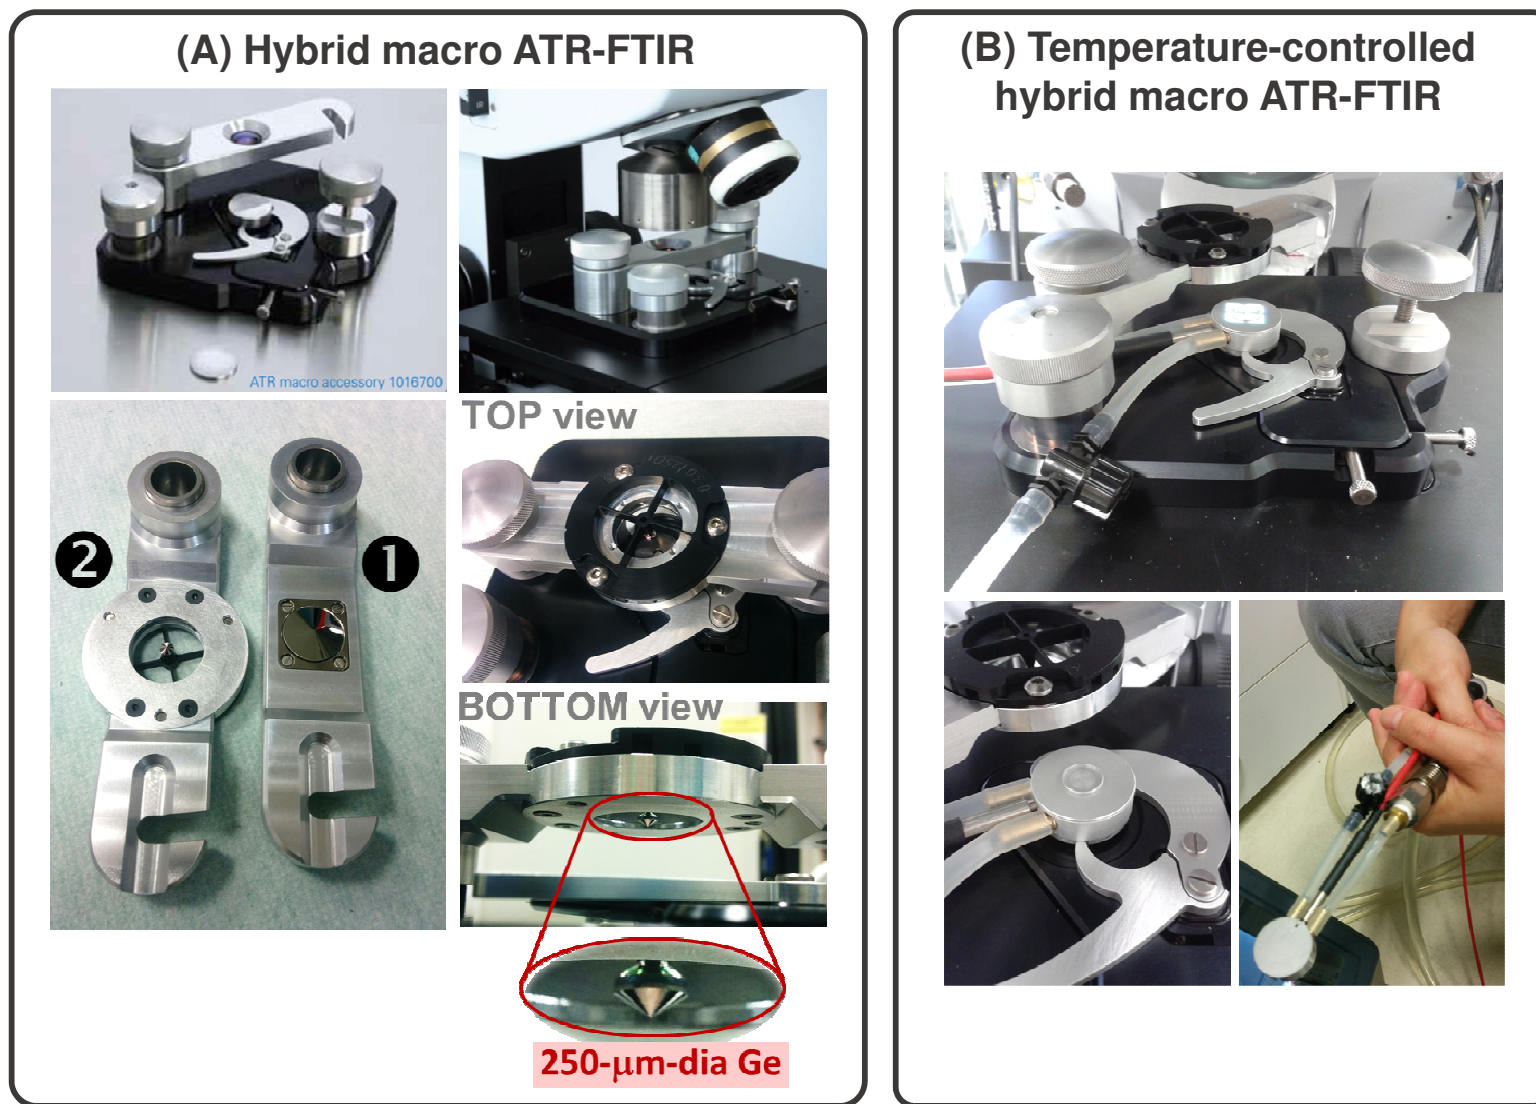 (A) Hybrid macro ATR-FTIR
(B) Temperature-controlled
hybrid macro ATR-FTIR
IR
ATR macro accessory 1016700
TOP view
2
1
BOTTOM view
250-μm-dia Ge